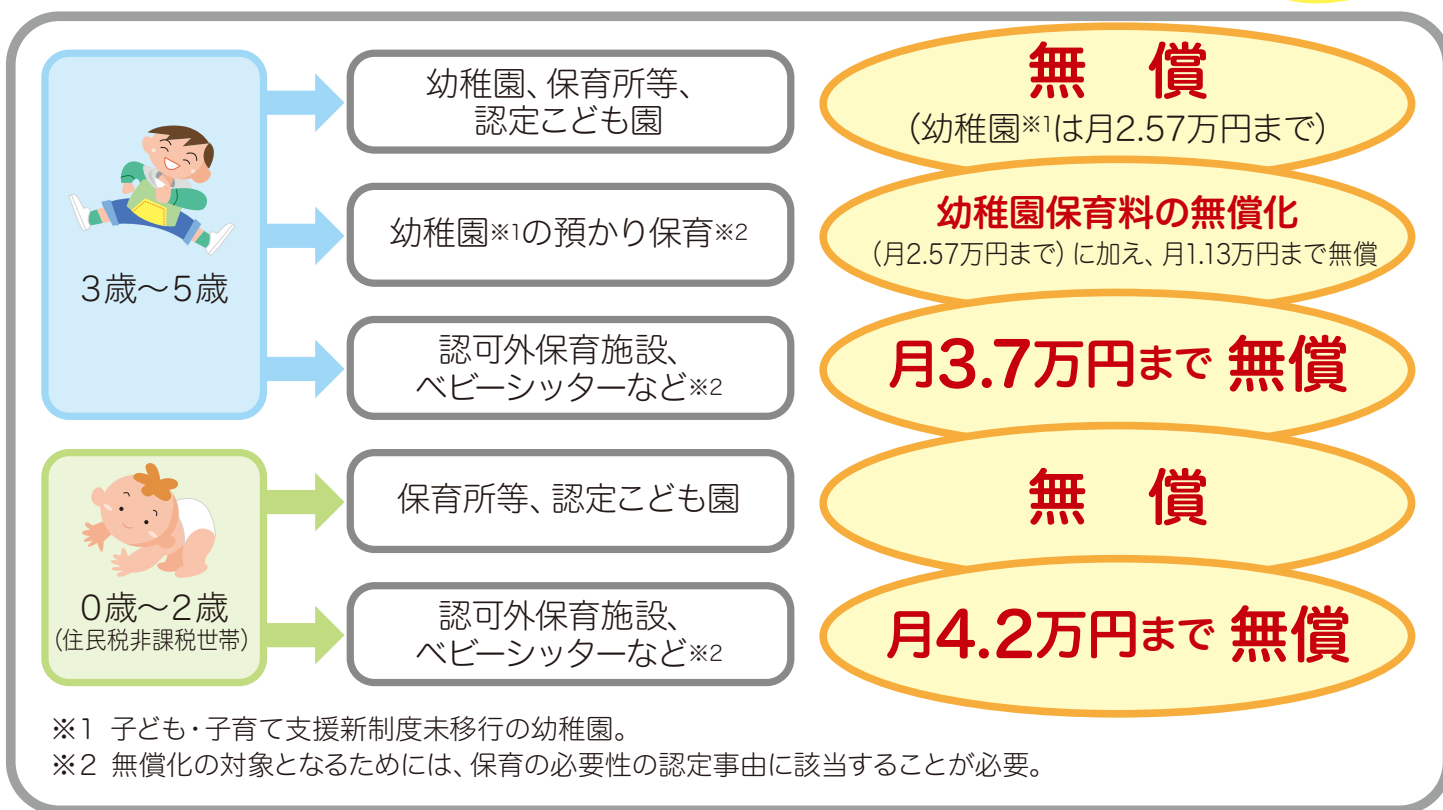 3歳～5歳
幼稚園、保育所等、
認定こども園
無　償
(幼稚園※1は月2.57万円まで)
幼稚園※1の預かり保育※2
幼稚園保育料の無償化
(月2.57万円まで) に加え、月1.13万円まで無償
認可外保育施設、
ベビーシッターなど※2
月3.7万円まで 無償
0歳～2歳
(住民税非課税世帯)
保育所等、認定こども園
無　償
認可外保育施設、
ベビーシッターなど※2
月4.2万円まで 無償
※1 子ども・子育て支援新制度未移行の幼稚園。
※2 無償化の対象となるためには、保育の必要性の認定事由に該当することが必要。